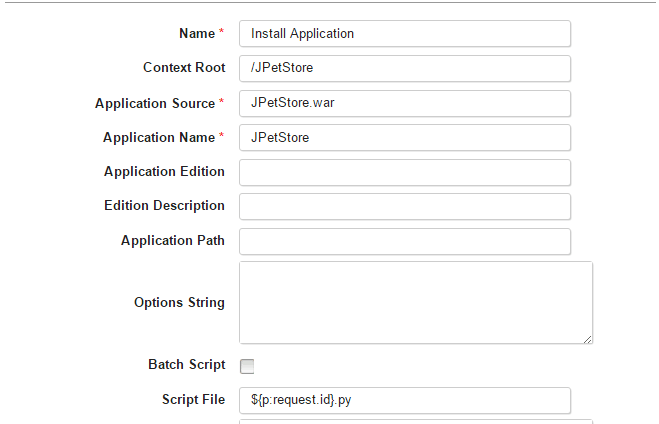 Name * Install Application
Context Root /JPetStore
Application Source * JPetStore.war
Application Name * JPetStore
Application Edition
Edition Description
Application Path
Options String
Batch Script
Script File ${p:request.id}.py